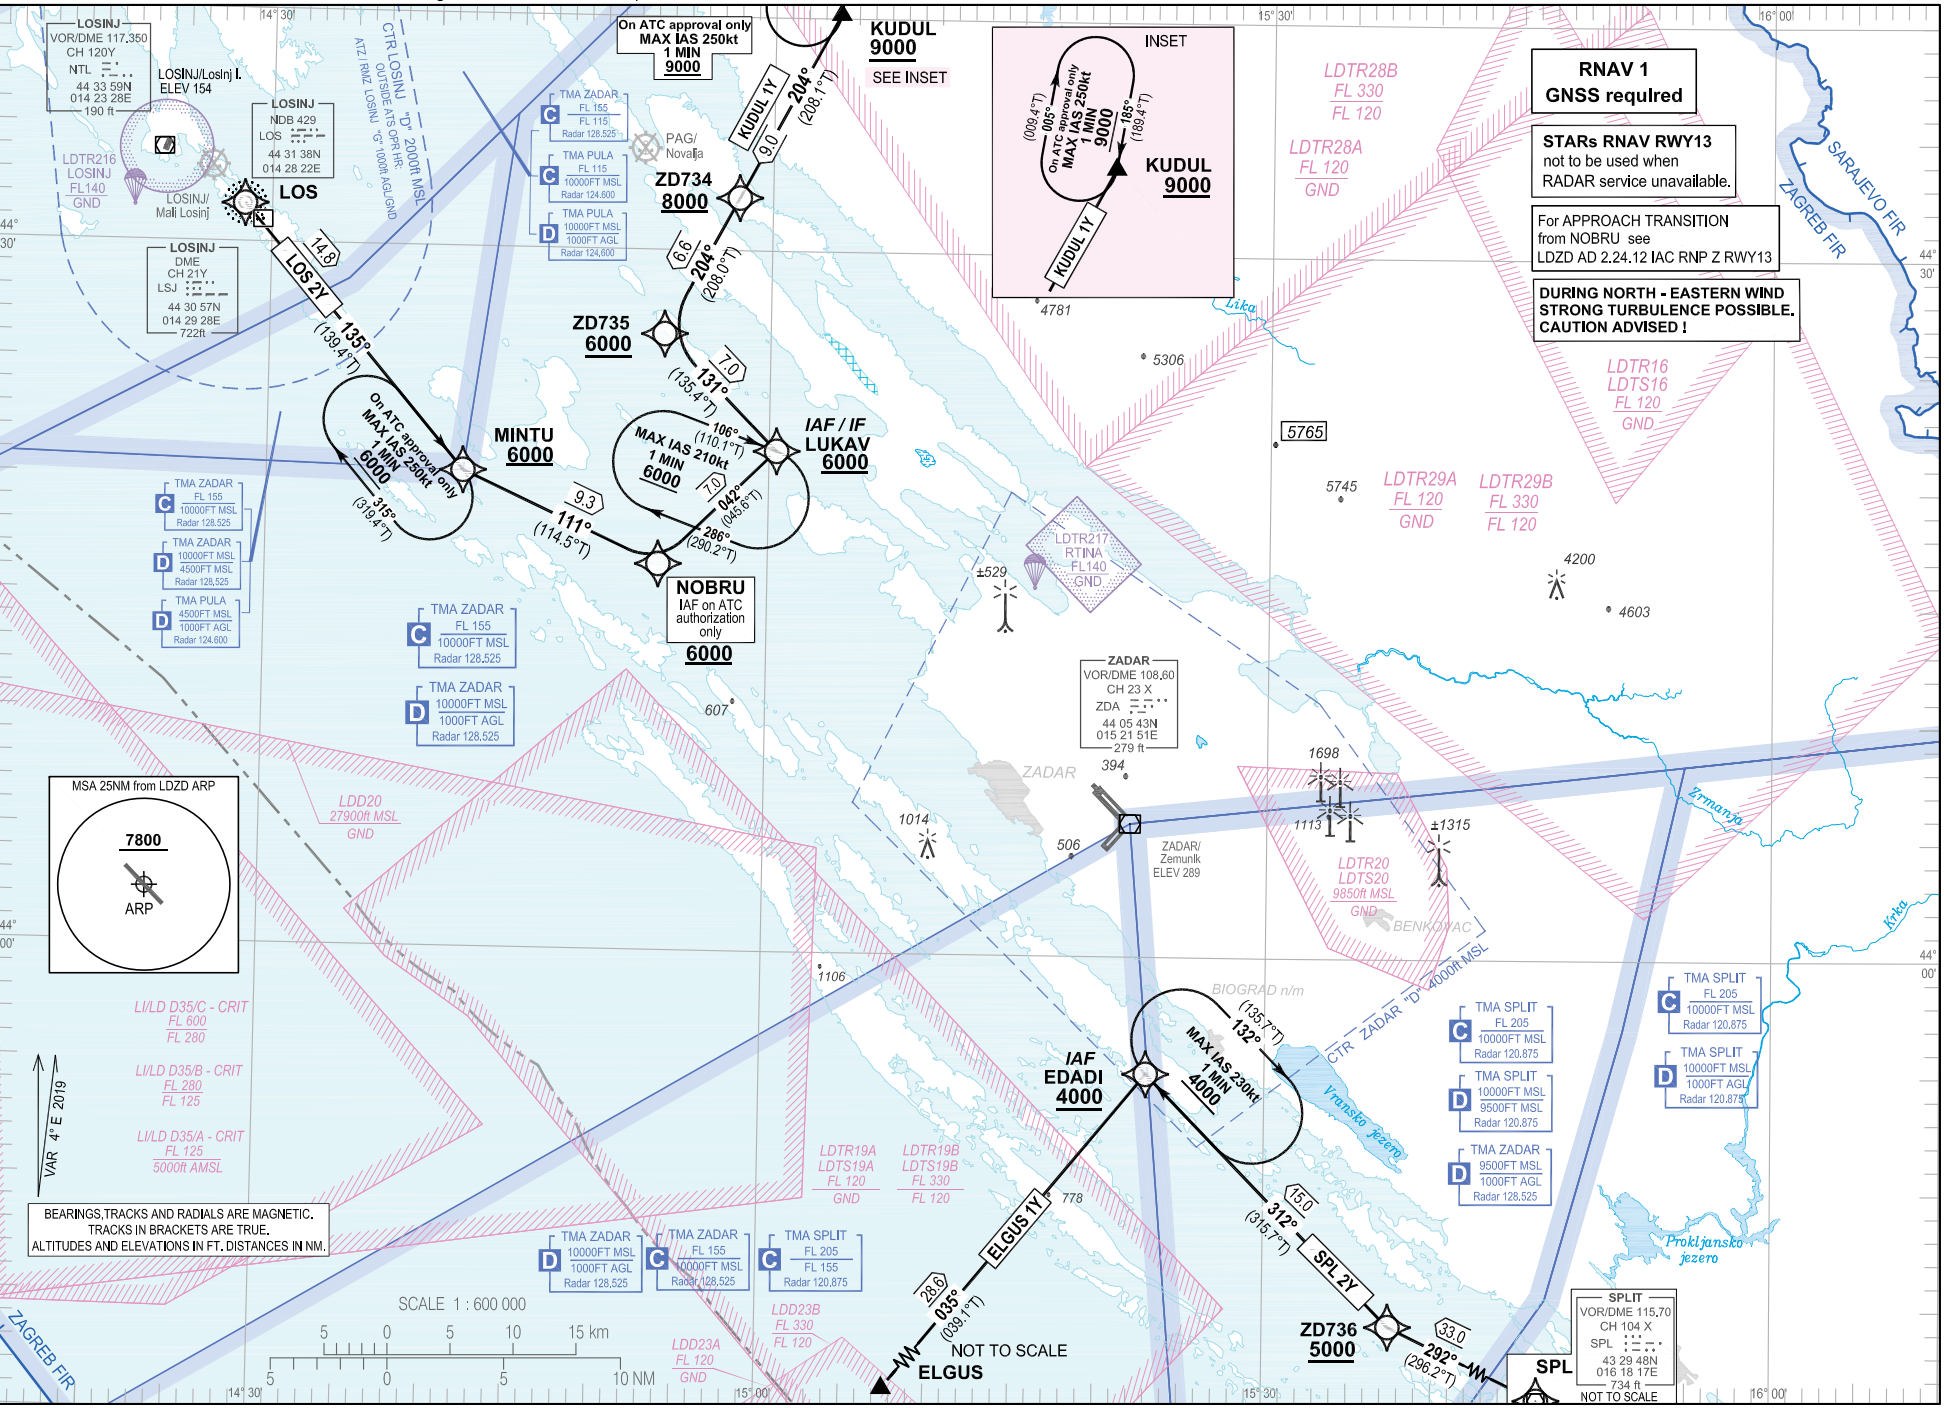 14°30'
15°30'
16°00'
LOSINJ
VOR/DME 117.350
CH 120Y
NTL
44 33 59N
014 23 28E
190 ft
LOSINJ/Losinj I.
ELEV 154
LOSINJ
NDB 429
LOS
44 31 38N
014 28 22E
LDTR216
LOSINJ
FL140
GND
LOSINJ/
Mali Losinj
LOS
LOSINJ
DME
CH 21Y
LSJ
44 30 57N
014 29 28E
722ft
CTR LOSINJ "D" 2000ft MSL
OUTSIDE ATS OPR HR:
ATZ / RMZ LOSINJ "G" 1000ft AGL/GND
44°
30'
14.8
LOS 2Y
135°
(139.4°T)
On ATC approval only
MAX IAS 250kt
1 MIN
9000
KUDUL
9000
SEE INSET
KUDUL 1Y
204°
(208.1°T)
9.0
C
TMA ZADAR
FL 155
FL 115
Radar 128.525
C
TMA PULA
FL 115
10000FT MSL
Radar 124.600
D
TMA PULA
10000FT MSL
1000FT AGL
Radar 124,600
PAG/
Novalja
ZD734
8000
6.6
204°
(208.0°T)
ZD735
6000
7.0
131°
(135.4°T)
INSET
(009.4°T)
005°
On ATC approval only
MAX IAS 250kt
1 MIN
9000
185°
(189.4°T)
KUDUL
9000
KUDUL 1Y
LDTR28B
FL 330
FL 120
LDTR28A
FL 120
GND
RNAV 1
GNSS required
STARs RNAV RWY13
not to be used when
RADAR service unavailable.
For APPROACH TRANSITION
from NOBRU see
LDZD AD 2.24.12 IAC RNP Z RWY13
DURING NORTH - EASTERN WIND
STRONG TURBULENCE POSSIBLE.
CAUTION ADVISED !
SARAJEVO FIR
ZAGREB FIR
44°
30'
4781
Lika
5306
5765
5745
LDTR16
LDTS16
FL 120
GND
LDTR29A
FL 120
GND
LDTR29B
FL 330
FL 120
4200
4603
On ATC approval only
MAX IAS 250kt
1 MIN
6000
315°
(319.4°T)
MINTU
6000
9.3
111°
(114.5°T)
IAF / IF
LUKAV
6000
106°
(110.1°T)
MAX IAS 210kt
1 MIN
6000
7.0
042°
(045.6°T)
286°
(290.2°T)
NOBRU
IAF on ATC
authorization
only
6000
C
TMA ZADAR
FL 155
10000FT MSL
Radar 128.525
D
TMA ZADAR
10000FT MSL
4500FT MSL
Radar 128,525
D
TMA PULA
4500FT MSL
1000FT AGL
Radar 124.600
C
TMA ZADAR
FL 155
10000FT MSL
Radar 128.525
D
TMA ZADAR
10000FT MSL
1000FT AGL
Radar 128.525
LDTR217
RTINA
FL140
GND
±529
607
ZADAR
VOR/DME 108,60
CH 23 X
ZDA
44 05 43N
015 21 51E
279 ft
394
ZADAR
1014
506
ZADAR/
Zemunik
ELEV 289
1698
1113
±1315
LDTR20
LDTS20
9850ft MSL
GND
BENKOVAC
Zrmanja
Krka
MSA 25NM from LDZD ARP
7800
ARP
LDD20
27900ft MSL
GND
44°
00'
44°
00'
1106
LI/LD D35/C - CRIT
FL 600
FL 280
LI/LD D35/B - CRIT
FL 280
FL 125
LI/LD D35/A - CRIT
FL 125
5000ft AMSL
VAR 4° E 2019
BEARINGS,TRACKS AND RADIALS ARE MAGNETIC.
TRACKS IN BRACKETS ARE TRUE.
ALTITUDES AND ELEVATIONS IN FT. DISTANCES IN NM.
BIOGRAD n/m
CTR ZADAR "D" 4000ft MSL
(135.7°T)
132°
MAX IAS 230kt
1 MIN
4000
IAF
EDADI
4000
Vransko jezero
C
TMA SPLIT
FL 205
10000FT MSL
Radar 120.875
D
TMA SPLIT
10000FT MSL
9500FT MSL
Radar 120.875
D
TMA ZADAR
9500FT MSL
1000FT AGL
Radar 128.525
C
TMA SPLIT
FL 205
10000FT MSL
Radar 120.875
D
TMA SPLIT
10000FT MSL
1000FT AGL
Radar 120.875
LDTR19A
LDTS19A
FL 120
GND
LDTR19B
LDTS19B
FL 330
FL 120
778
ELGUS 1Y
28.6
035°
(039.1°T)
NOT TO SCALE
ELGUS
15.0
312°
(315.7°T)
SPL 2Y
ZD736
5000
33.0
292°
(296.2°T)
SPL
SPLIT
VOR/DME 115,70
CH 104 X
SPL
43 29 48N
016 18 17E
734 ft
NOT TO SCALE
Prokljansko
jezero
D
TMA ZADAR
10000FT MSL
1000FT AGL
Radar 128,525
C
TMA ZADAR
FL 155
10000FT MSL
Radar 128,525
C
TMA SPLIT
FL 205
FL 155
Radar 120,875
LDD23B
FL 330
FL 120
LDD23A
FL 120
GND
SCALE 1 : 600 000
5 0 5 10 15 km
5 0 5 10 NM
ZAGREB FIR
14°30'
15°00'
15°30'
16°00'